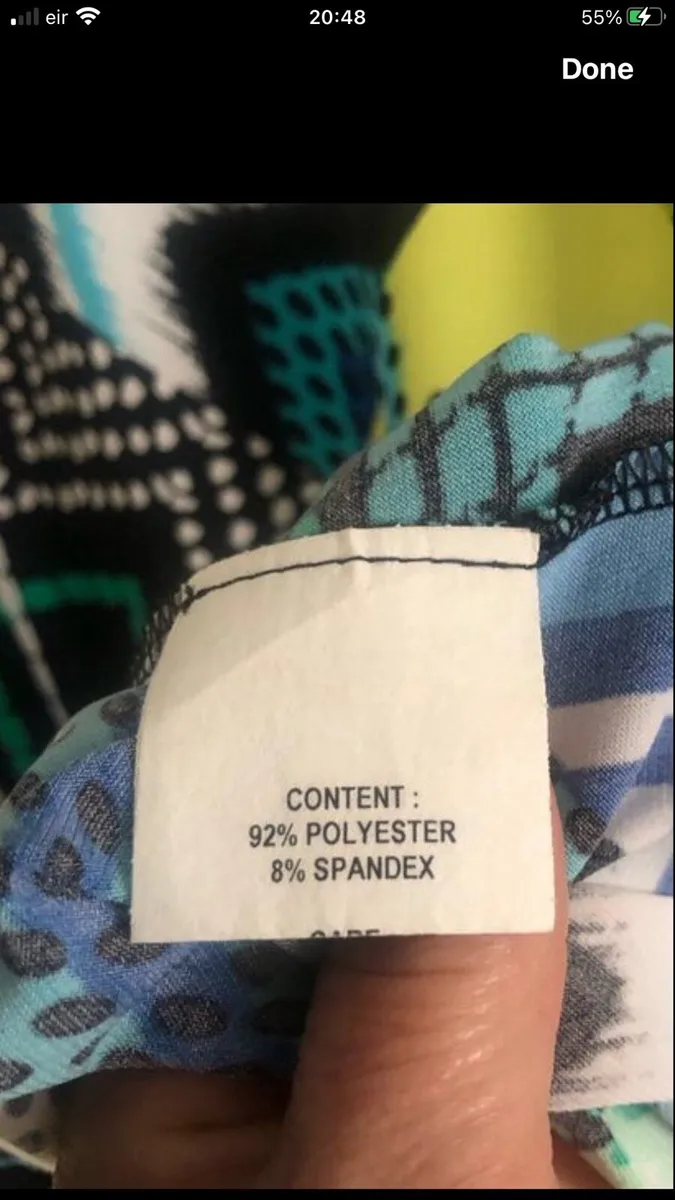 eir 20:48 55%
Done
CONTENT :
92% POLYESTER
8% SPANDEX